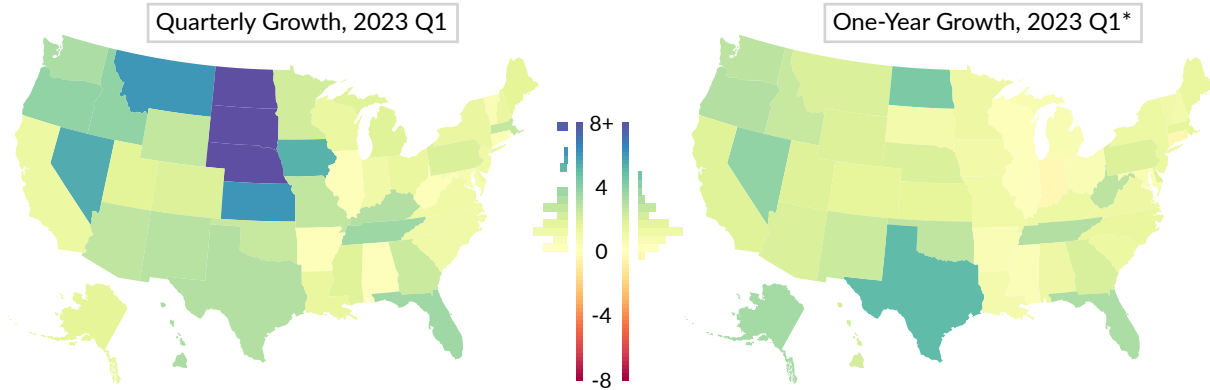 Quarterly Growth, 2023 Q1
One-Year Growth, 2023 Q1*
8+
4
0
-4
-8